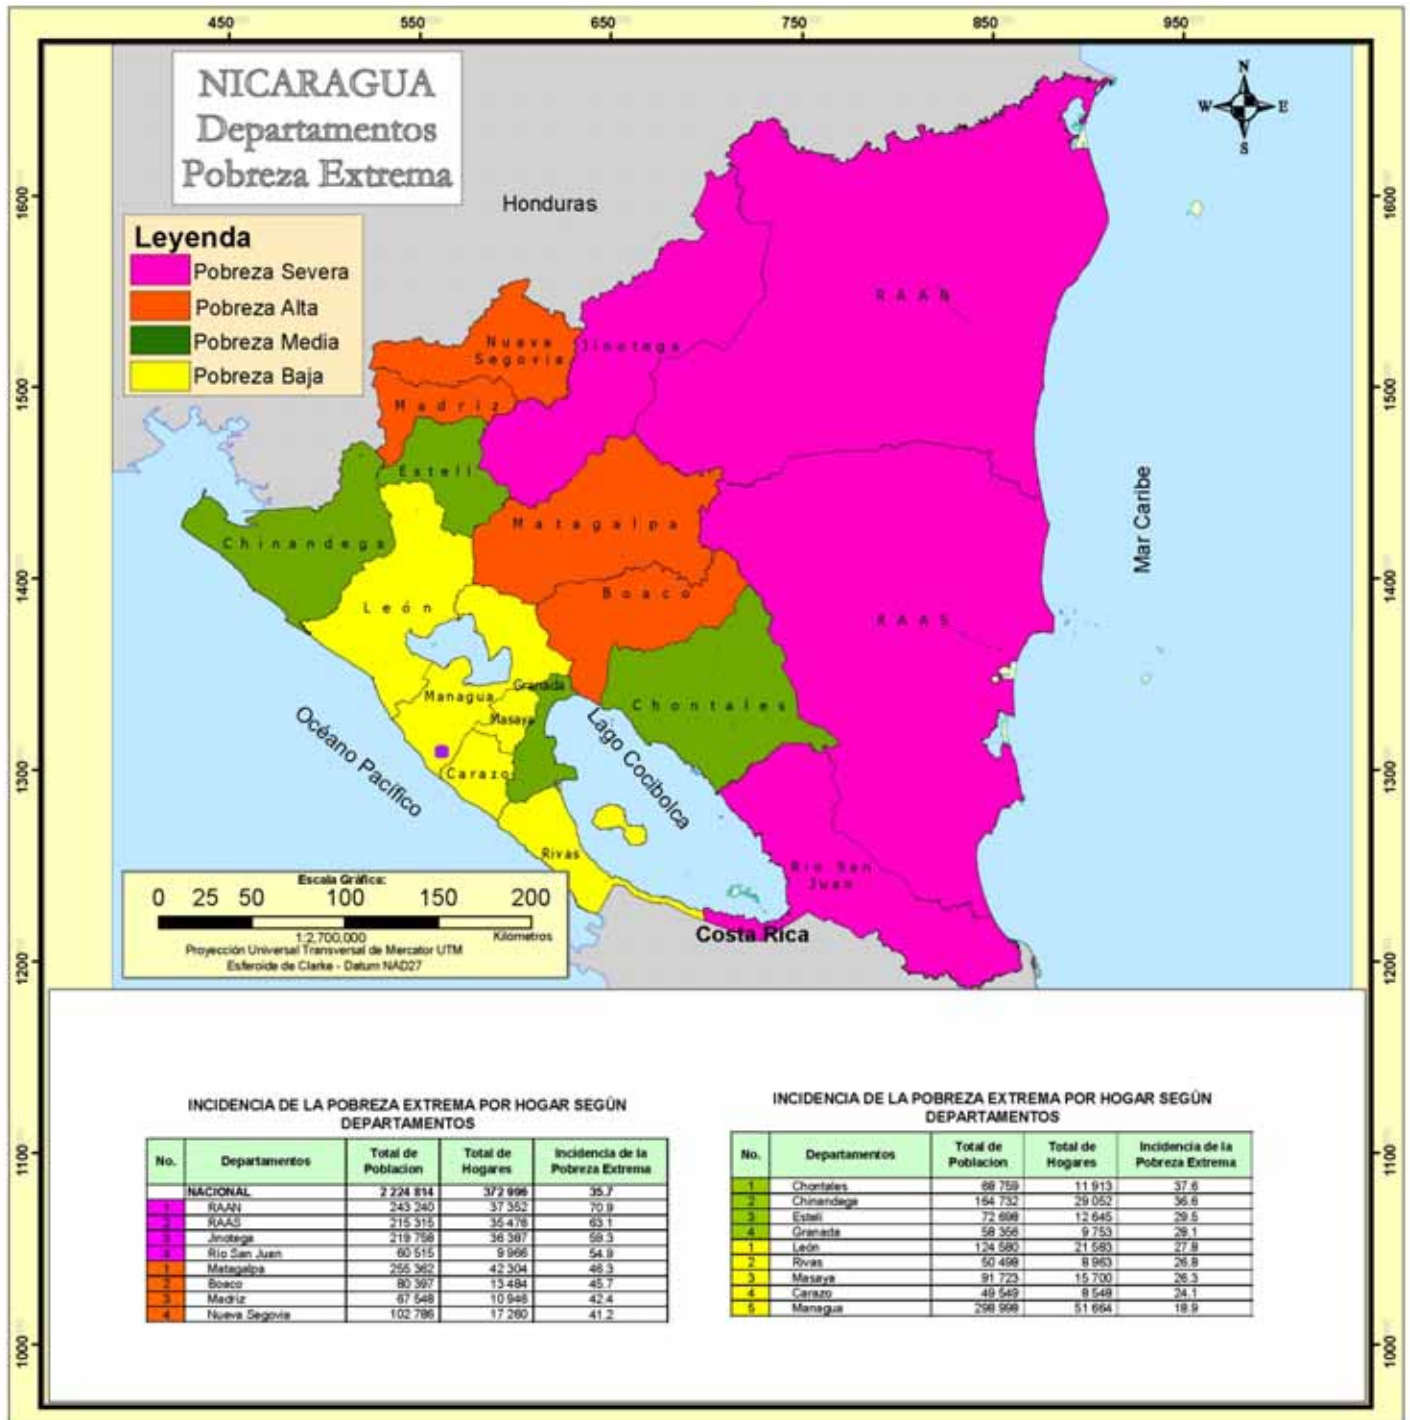 450 550 650 750 850 950
NICARAGUA
Departamentos
Pobreza Extrema
N
W E
S
1600 1600
Honduras
Leyenda
Pobreza Severa
Pobreza Alta
Pobreza Media
Pobreza Baja
RAAN
Nueva
Segovia
Jinotega
1500 1500
Madriz
Estelí
Mar Caribe
Matagalpa
Chinandega
1400 1400
Boaco
León
RAAS
Granada
Managua
Chontales
Masaya
Océano Pacífico
Lago Cocibolca
1300 1300
Carazo
Rivas
Rio San
Juan
Escala Gráfica:
0 25 50 100 150 200
1:2,700,000 Kilómetros
Proyección Universal Transversal de Mercator UTM
Esferoide de Clarke - Datum NAD27
Costa Rica
1200 1200
INCIDENCIA DE LA POBREZA EXTREMA POR HOGAR SEGÚN
DEPARTAMENTOS
No. Departamentos Total de Poblacion Total de Hogares Incidencia de la Pobreza Extrema
NACIONAL 2 224 814 372 996 35.7
1 RAAN 243 240 37 352 70.9
2 RAAS 215 315 35 476 63.1
3 Jinotega 219 758 36 387 59.3
4 Río San Juan 60 515 9 966 54.9
1 Matagalpa 255 362 42 304 46.3
2 Boaco 80 397 13 484 45.7
3 Madriz 67 548 10 946 42.4
4 Nueva Segovia 102 786 17 260 41.2
INCIDENCIA DE LA POBREZA EXTREMA POR HOGAR SEGÚN
DEPARTAMENTOS
No. Departamentos Total de Poblacion Total de Hogares Incidencia de la Pobreza Extrema
1 Chontales 68 759 11 913 37.6
2 Chinandega 164 732 29 052 36.6
3 Estelí 72 698 12 645 29.5
4 Granada 58 356 9 753 28.1
1 León 124 580 21 583 27.8
2 Rivas 50 498 8 963 26.8
3 Masaya 91 723 15 700 26.3
4 Carazo 49 549 8 548 24.1
5 Managua 298 998 51 664 18.9
1100 1100
1000 1000